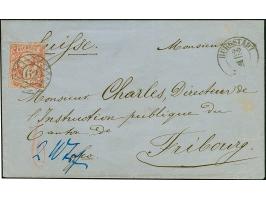 Suisse.
Monsieur
Monsieur Charles, Directeur de
l'Instruction publique du
Canton de
Fribourg.